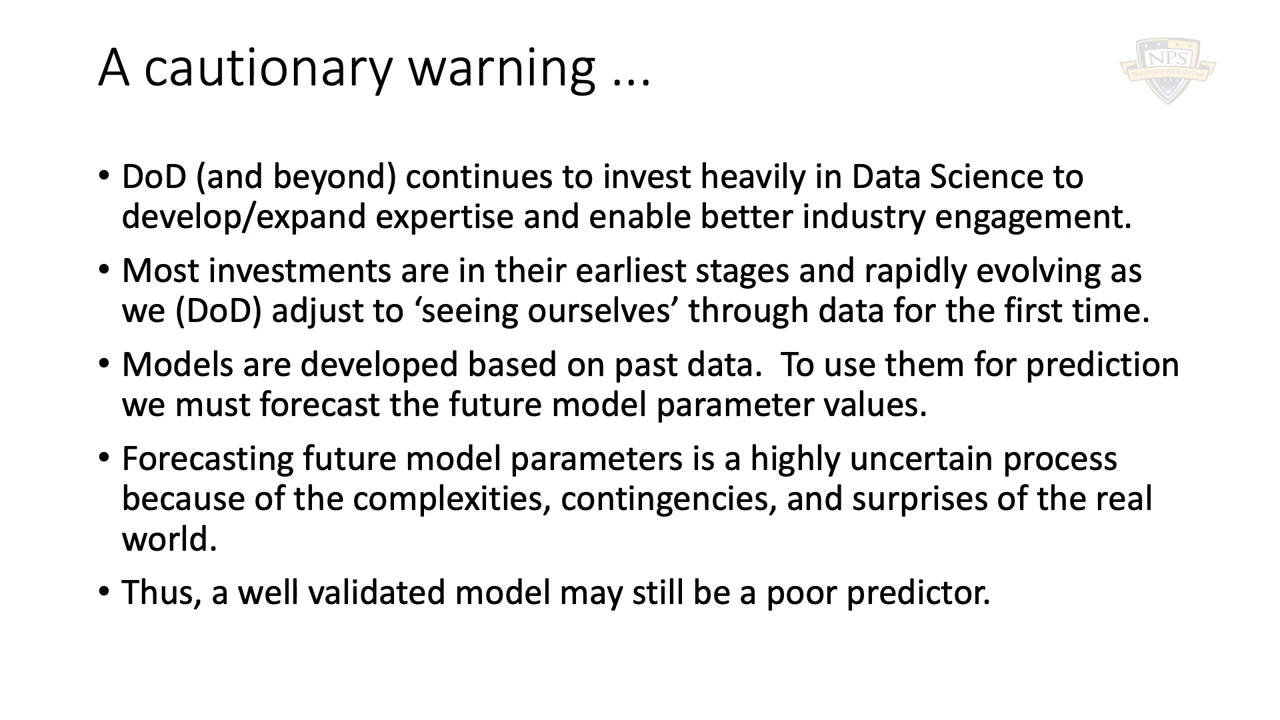 A cautionary warning ...
NPS
• DoD (and beyond) continues to invest heavily in Data Science to
develop/expand expertise and enable better industry engagement.
• Most investments are in their earliest stages and rapidly evolving as
we (DoD) adjust to ‘seeing ourselves’ through data for the first time.
• Models are developed based on past data.  To use them for prediction
we must forecast the future model parameter values.
• Forecasting future model parameters is a highly uncertain process
because of the complexities, contingencies, and surprises of the real
world.
• Thus, a well validated model may still be a poor predictor.